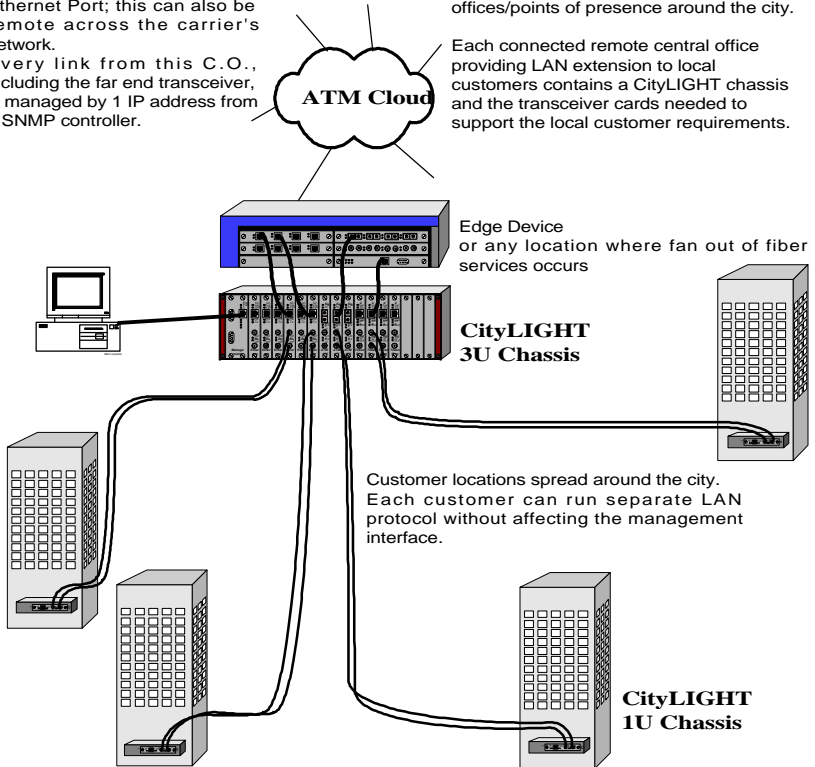 thernet Port; this can also be
emote across the carrier's
etwork.
very link from this C.O.,
cluding the far end transceiver,
managed by 1 IP address from
SNMP controller.
offices/points of presence around the city.
Each connected remote central office
providing LAN extension to local
customers contains a CityLIGHT chassis
and the transceiver cards needed to
support the local customer requirements.
ATM Cloud
Edge Device
or any location where fan out of fiber
services occurs
CityLIGHT
3U Chassis
Customer locations spread around the city.
Each customer can run separate LAN
protocol without affecting the management
interface.
CityLIGHT
1U Chassis